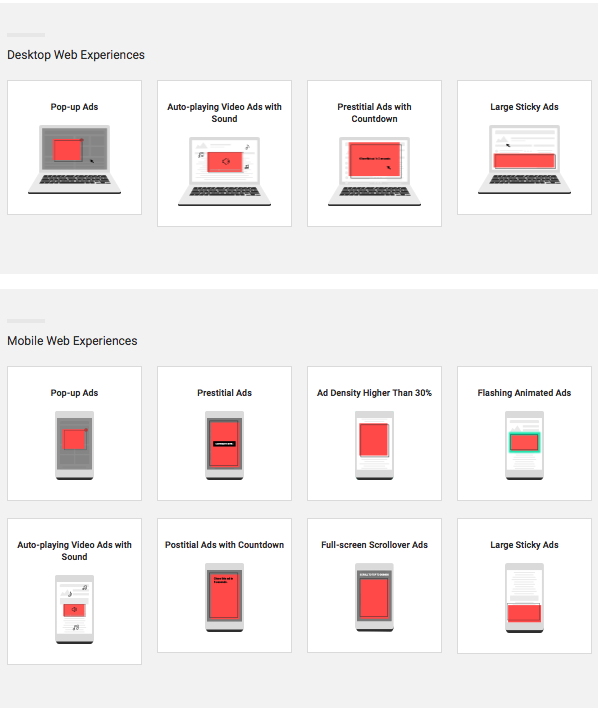 Desktop Web Experiences
Pop-up Ads
Auto-playing Video Ads with
Sound
Prestitial Ads with
Countdown
Large Sticky Ads
Mobile Web Experiences
Pop-up Ads
Prestitial Ads
Ad Density Higher Than 30%
Flashing Animated Ads
Auto-playing Video Ads with
Sound
Postitial Ads with Countdown
Full-screen Scrollover Ads
Large Sticky Ads